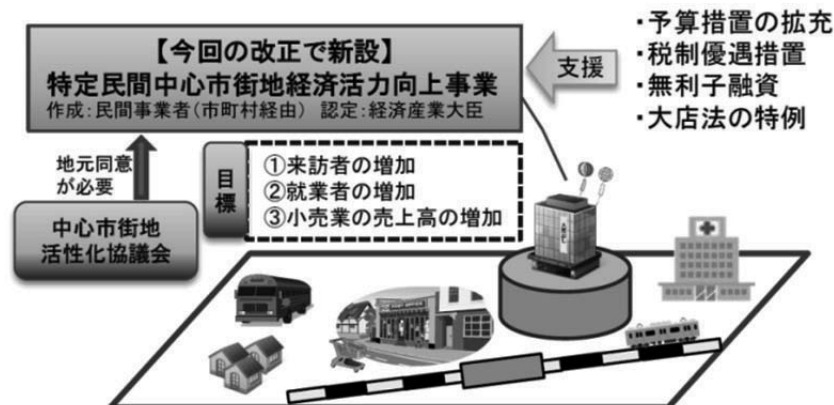 【今回の改正で新設】
特定民間中心市街地経済活力向上事業
作成:民間事業者(市町村経由) 認定:経済産業大臣
支援
・予算措置の拡充
・税制優遇措置
・無利子融資
・大店法の特例
地元同意
が必要
中心市街地
活性化協議会
目標
①来訪者の増加
②就業者の増加
③小売業の売上高の増加